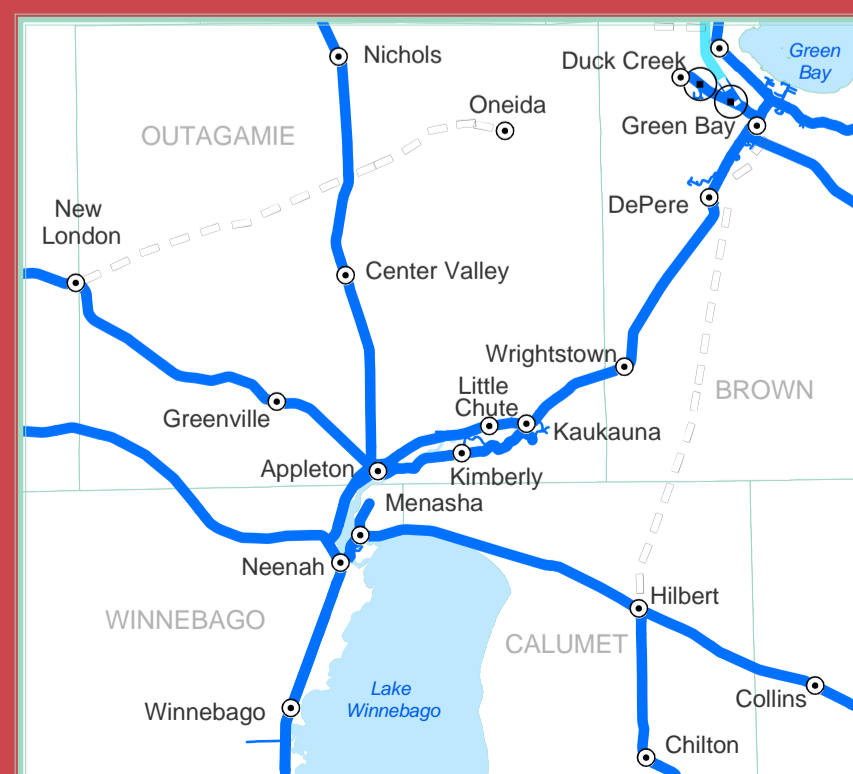 Nichols
Duck Creek
Green
Bay
Oneida
Green Bay
OUTAGAMIE
DePere
New
London
Center Valley
Wrightstown
Little
Chute
BROWN
Greenville
Kaukauna
Appleton
Kimberly
Menasha
Neenah
Hilbert
WINNEBAGO
CALUMET
Lake
Winnebago
Collins
Winnebago
Chilton